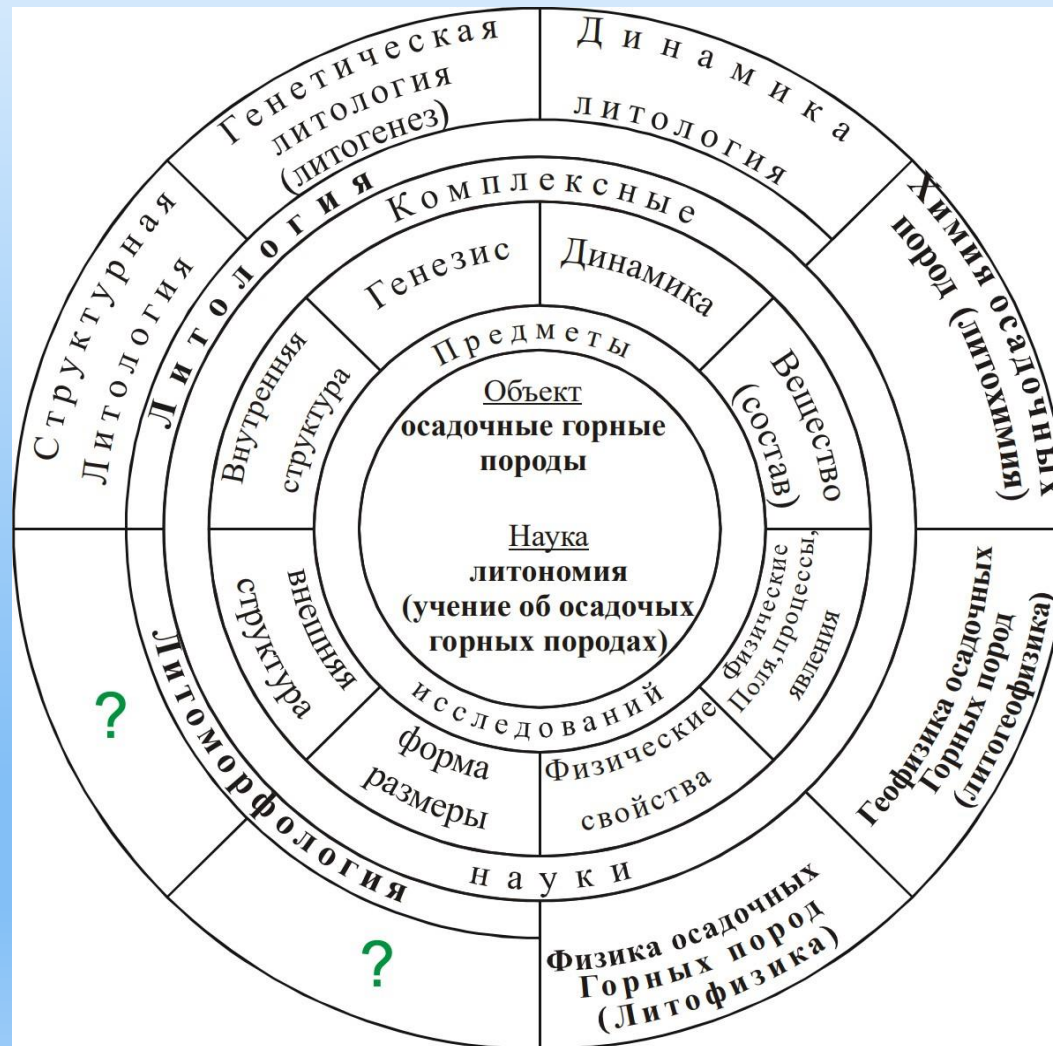 Генетическая
литология
(литогенез)
Динамика
литология
Химия осадочных
пород (литохимия)
Геофизика осадочных
Горных пород
(литогеофизика)
Физика осадочных
Горных пород
(Литофизика)
?
?
Структурная
Литология
Литология
Литоморфология
Комплексные
науки
Генезис
Динамика
Вещество
(состав)
Физические
Поля, процессы,
явления
Физические
свойства
форма
размеры
внешняя
структура
Внутренняя
структура
Предметы
исследований
Объект
осадочные горные
породы
Наука
литономия
(учение об осадочых
горных породах)